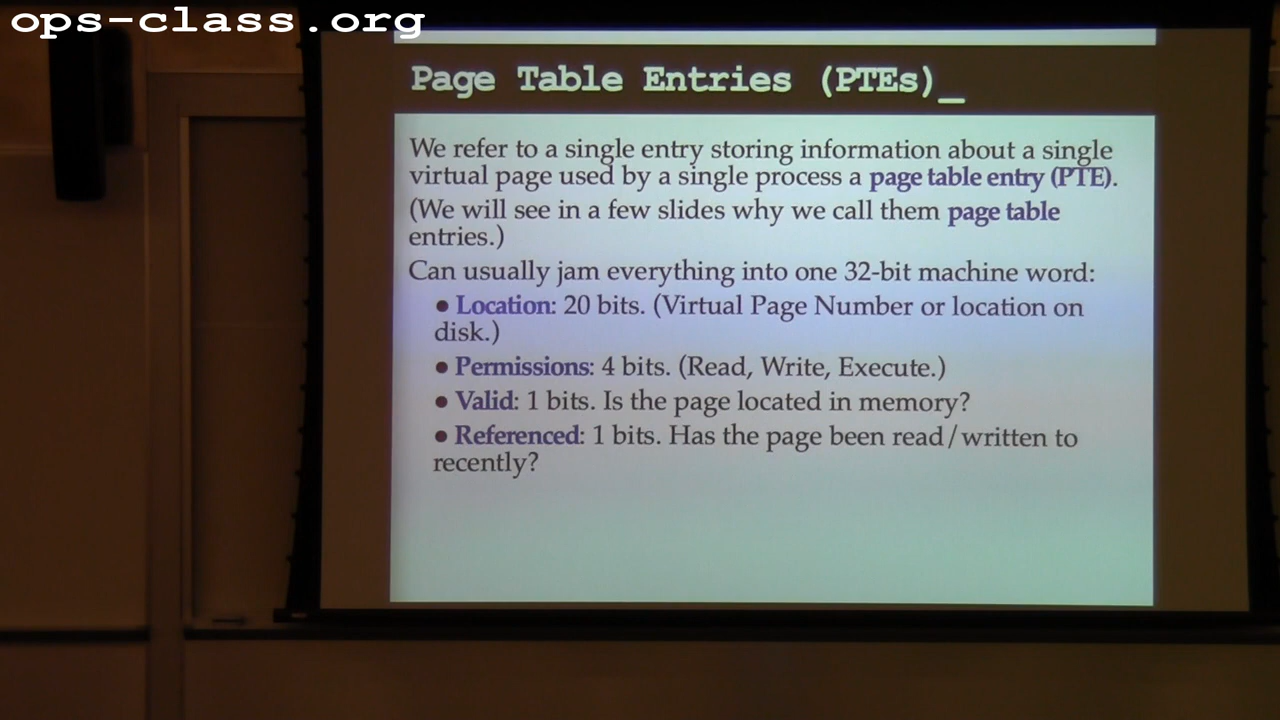 ops-class.org
Page Table Entries (PTEs)_
We refer to a single entry storing information about a single
virtual page used by a single process a page table entry (PTE).
(We will see in a few slides why we call them page table
entries.)
Can usually jam everything into one 32-bit machine word:
● Location: 20 bits. (Virtual Page Number or location on
disk.)
● Permissions: 4 bits. (Read, Write, Execute.)
● Valid: 1 bits. Is the page located in memory?
● Referenced: 1 bits. Has the page been read/written to
recently?